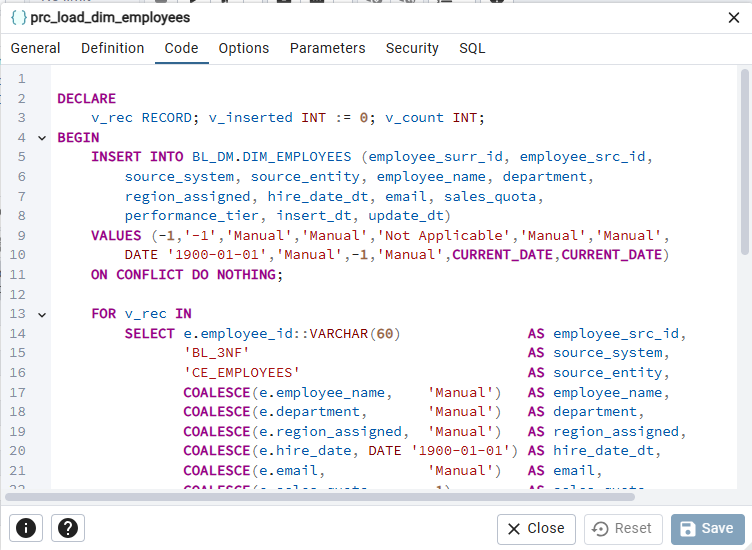 {} prc_load_dim_employees
General Definition Code Options Parameters Security SQL
1
2 DECLARE
3 v_rec RECORD; v_inserted INT := 0; v_count INT;
4 BEGIN
5 INSERT INTO BL_DM.DIM_EMPLOYEES (employee_surr_id, employee_src_id,
6 source_system, source_entity, employee_name, department,
7 region_assigned, hire_date_dt, email, sales_quota,
8 performance_tier, insert_dt, update_dt)
9 VALUES (-1,'-1','Manual','Manual','Not Applicable','Manual','Manual',
10 DATE '1900-01-01','Manual',-1,'Manual',CURRENT_DATE,CURRENT_DATE)
11 ON CONFLICT DO NOTHING;
12
13 FOR v_rec IN
14 SELECT e.employee_id::VARCHAR(60) AS employee_src_id,
15 'BL_3NF' AS source_system,
16 'CE_EMPLOYEES' AS source_entity,
17 COALESCE(e.employee_name, 'Manual') AS employee_name,
18 COALESCE(e.department, 'Manual') AS department,
19 COALESCE(e.region_assigned, 'Manual') AS region_assigned,
20 COALESCE(e.hire_date, DATE '1900-01-01') AS hire_date_dt,
21 COALESCE(e.email, 'Manual') AS email,
Close Reset Save